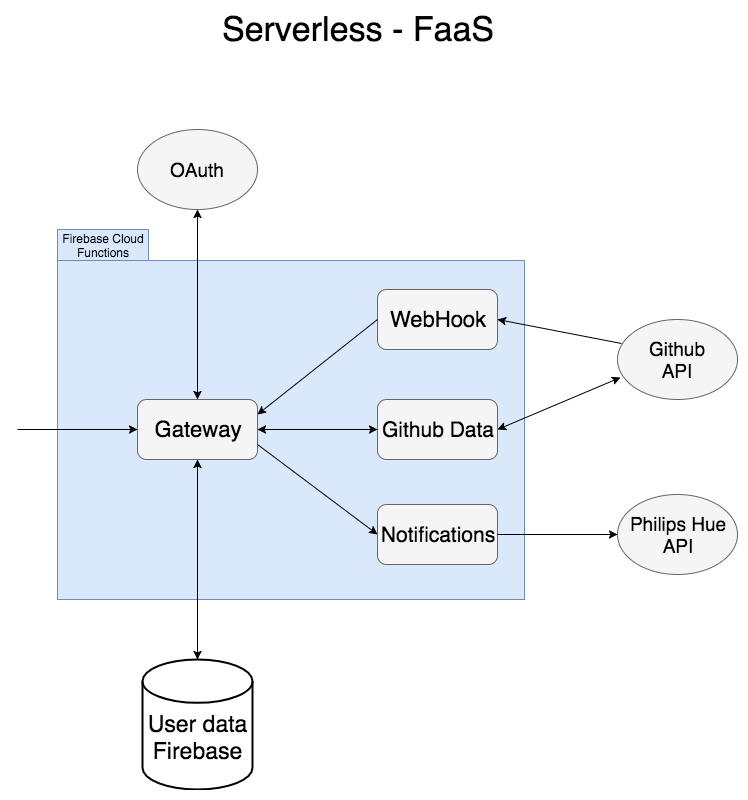 Serverless - FaaS
OAuth
Firebase Cloud
Functions
WebHook
Github
API
Gateway
Github Data
Notifications
Philips Hue
API
User data
Firebase